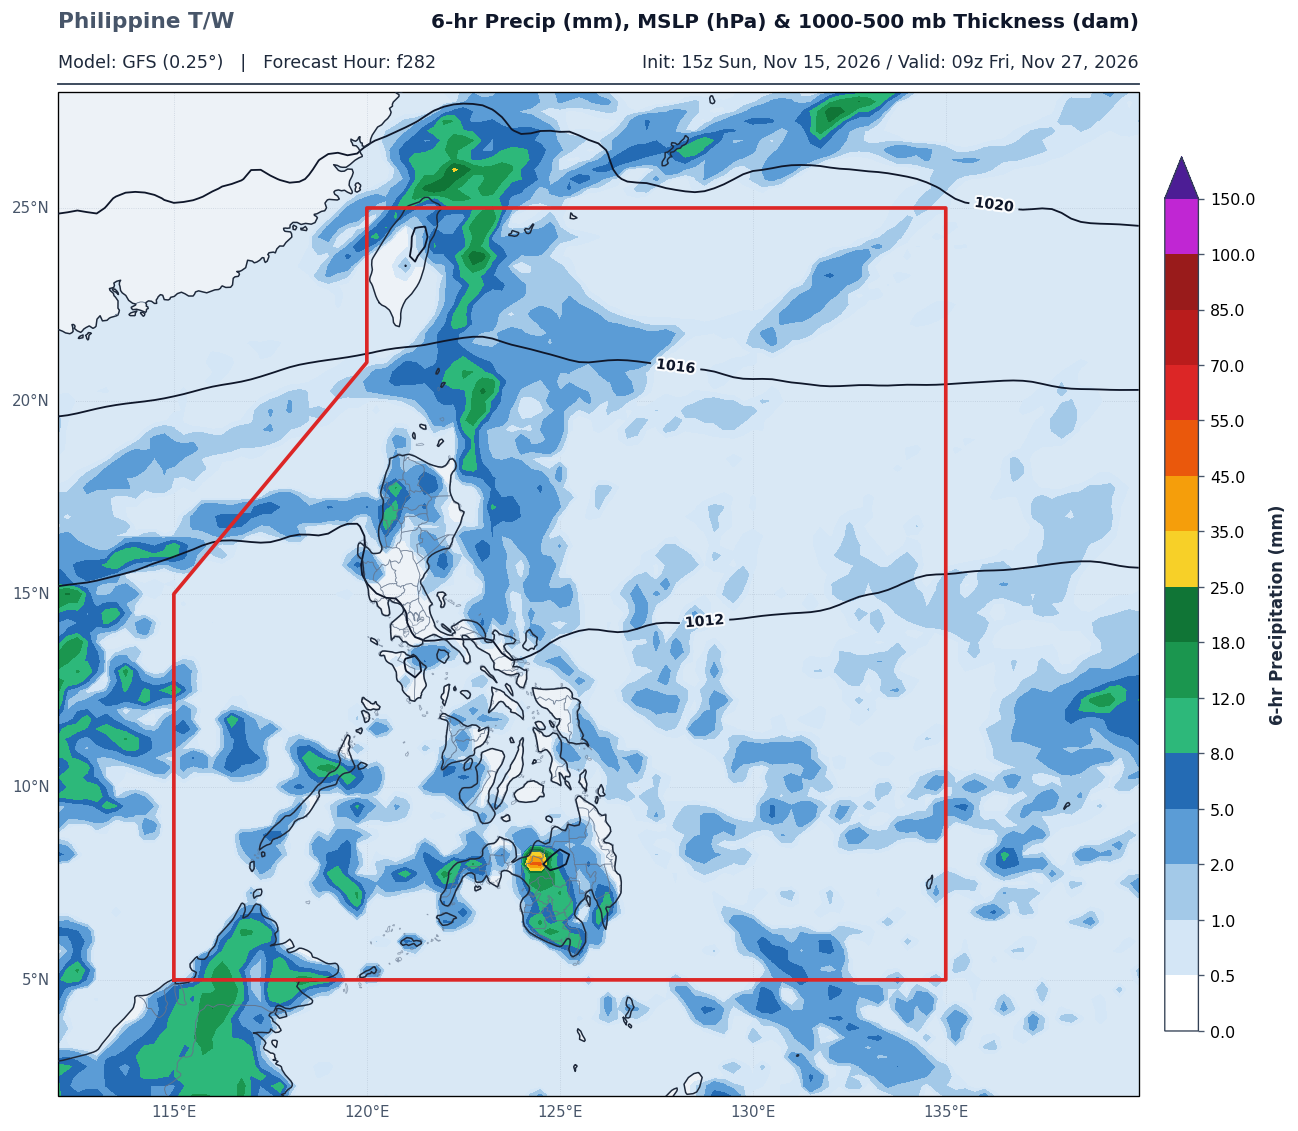 Philippine T/W
6-hr Precip (mm), MSLP (hPa) & 1000-500 mb Thickness (dam)
Model: GFS (0.25°) | Forecast Hour: f282
Init: 15z Sun, Nov 15, 2026 / Valid: 09z Fri, Nov 27, 2026
25°N
20°N
15°N
10°N
5°N
1020
1016
1012
115°E
120°E
125°E
130°E
135°E
150.0
100.0
85.0
70.0
55.0
45.0
35.0
25.0
18.0
12.0
8.0
5.0
2.0
1.0
0.5
0.0
6-hr Precipitation (mm)